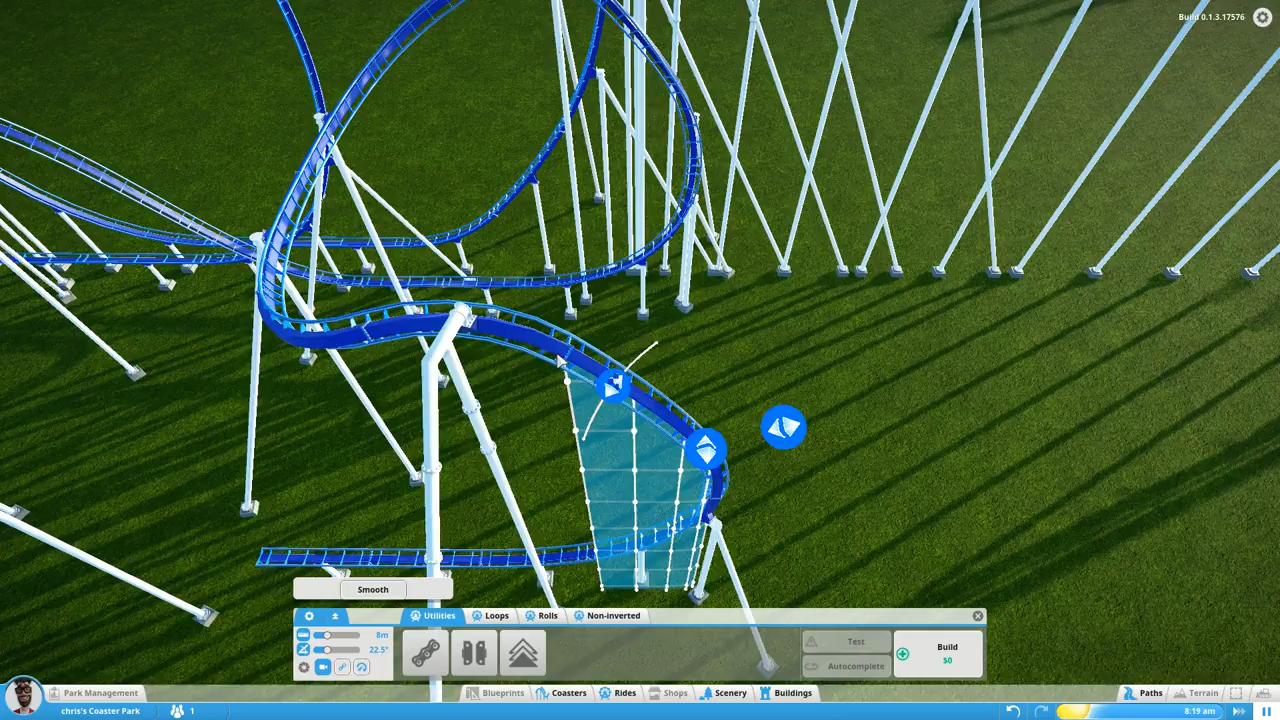 Build 0.1.3.17576
Smooth
Utilities Loops Rolls Non-inverted
8m
22.5°
Test
Autocomplete
Build
$0
Park Management Blueprints Coasters Rides Shops Scenery Buildings Paths Terrain
chris's Coaster Park 1 8:19 am